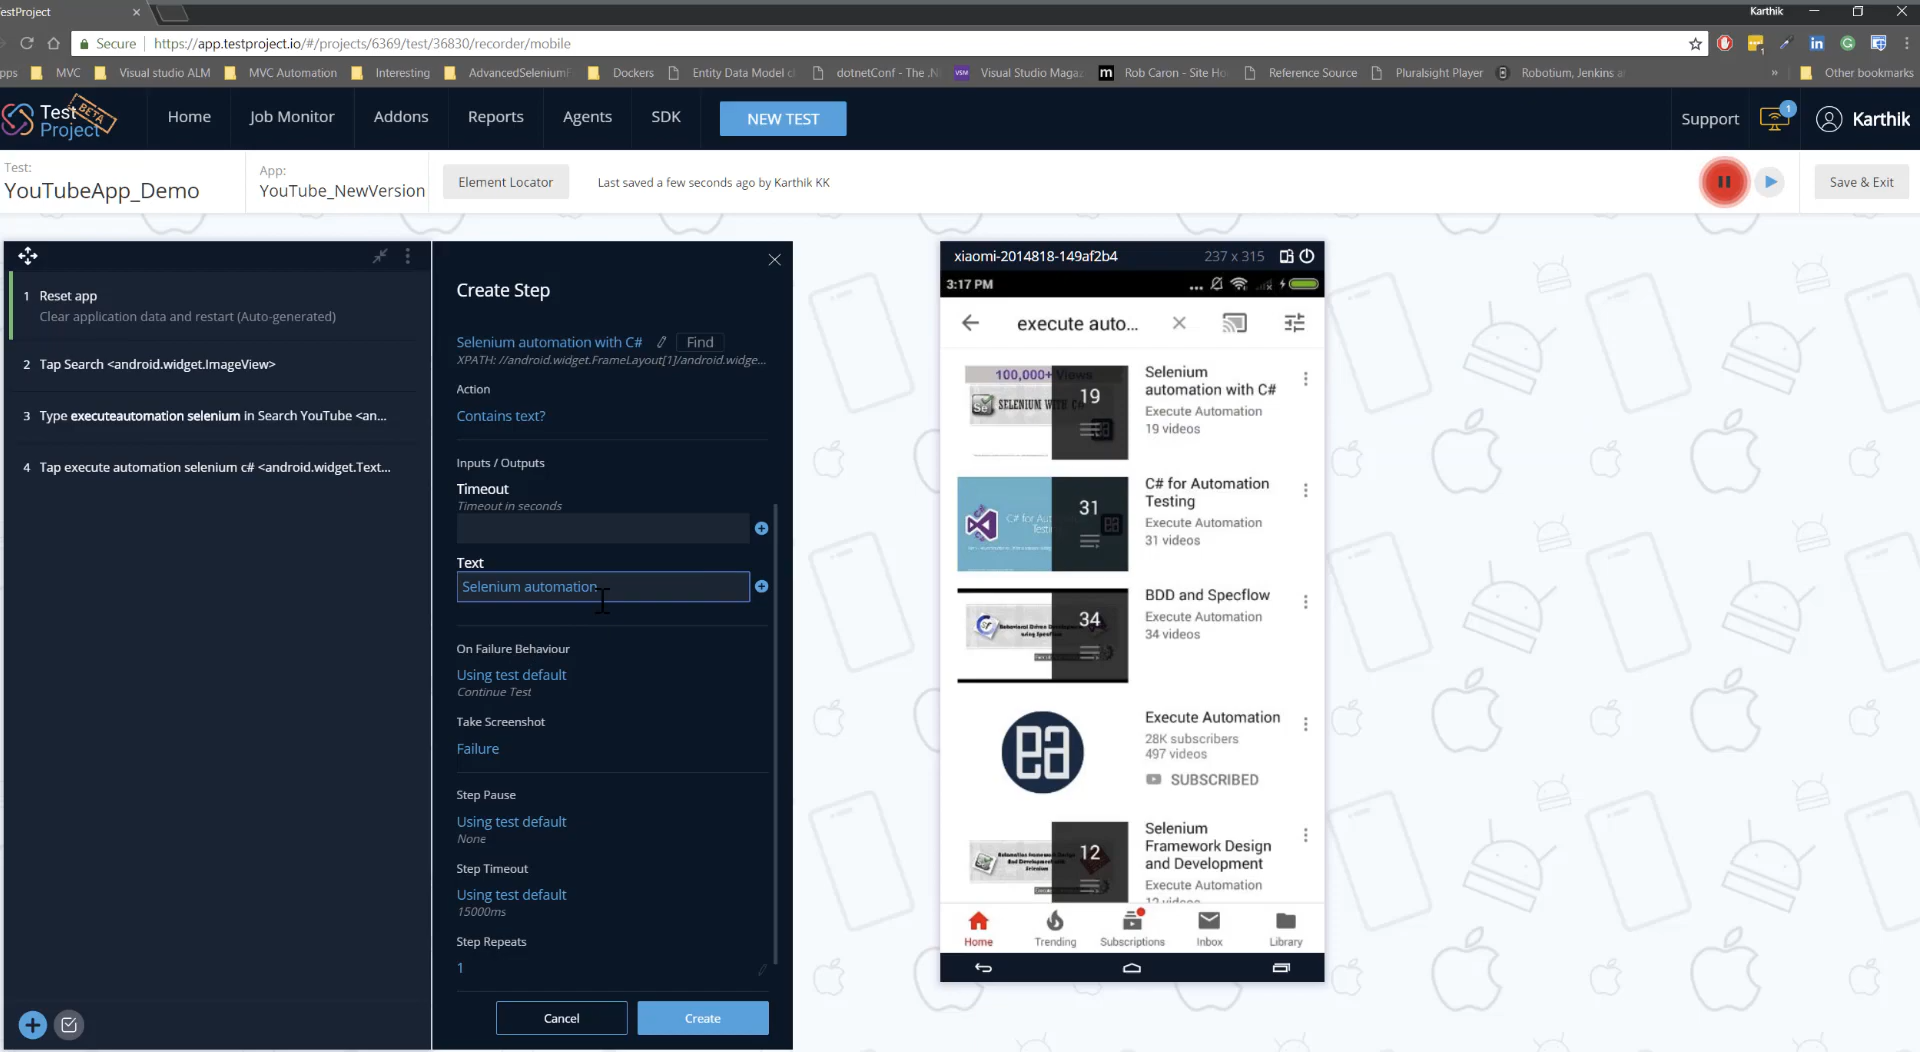 estProject
Karthik
Secure
https://app.testproject.io/#/projects/6369/test/36830/recorder/mobile
pps MVC Visual studio ALM MVC Automation Interesting AdvancedSelenium Dockers Entity Data Model cl dotnetConf - The .N Visual Studio Magaz Rob Caron - Site Ho Reference Source Pluralsight Player Robotium, Jenkins ar » Other bookmarks
Test
Project
BETA
Home
Job Monitor
Addons
Reports
Agents
SDK
NEW TEST
Support
1
Karthik
Test:
YouTubeApp_Demo
App:
YouTube_NewVersion
Element Locator
Last saved a few seconds ago by Karthik KK
Save & Exit
1 Reset app
Clear application data and restart (Auto-generated)
2 Tap Search <android.widget.ImageView>
3 Type executeautomation selenium in Search YouTube <an...
4 Tap execute automation selenium c# <android.widget.Text...
Create Step
Selenium automation with C#
Find
XPATH: //android.widget.FrameLayout[1]/android.widge...
Action
Contains text?
Inputs / Outputs
Timeout
Timeout in seconds
Text
Selenium automation
On Failure Behaviour
Using test default
Continue Test
Take Screenshot
Failure
Step Pause
Using test default
None
Step Timeout
Using test default
15000ms
Step Repeats
1
Cancel
Create
xiaomi-2014818-149af2b4
237 x 315
3:17 PM
execute auto...
100,000+ Views
SELENIUM WITH C#
19
Selenium
automation with C#
Execute Automation
19 videos
31
C# for Automation
Testing
Execute Automation
31 videos
34
BDD and Specflow
Execute Automation
34 videos
Execute Automation
28K subscribers
497 videos
SUBSCRIBED
12
Selenium
Framework Design
and Development
Execute Automation
12 videos
Home
Trending
Subscriptions
Inbox
Library